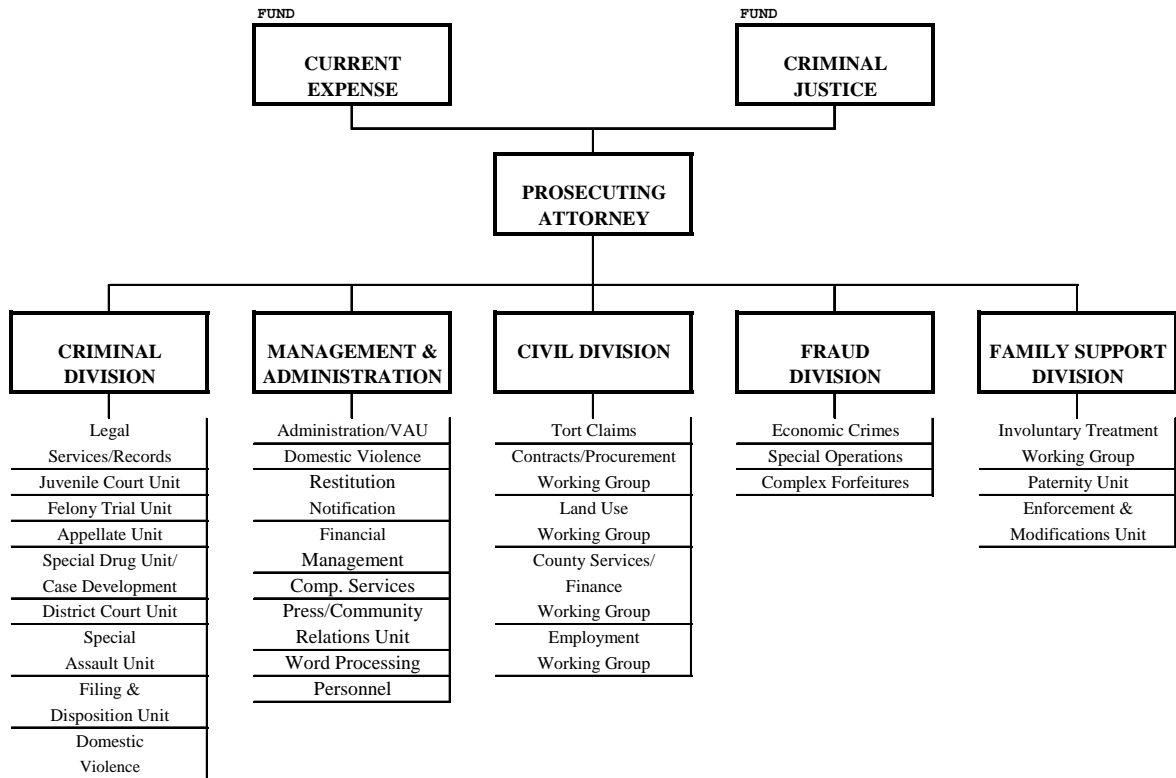 FUND
CURRENT
EXPENSE
FUND
CRIMINAL
JUSTICE
PROSECUTING
ATTORNEY
CRIMINAL
DIVISION
Legal
Services/Records
Juvenile Court Unit
Felony Trial Unit
Appellate Unit
Special Drug Unit/
Case Development
District Court Unit
Special
Assault Unit
Filing &
Disposition Unit
Domestic
Violence
MANAGEMENT &
ADMINISTRATION
Administration/VAU
Domestic Violence
Restitution
Notification
Financial
Management
Comp. Services
Press/Community
Relations Unit
Word Processing
Personnel
CIVIL DIVISION
Tort Claims
Contracts/Procurement
Working Group
Land Use
Working Group
County Services/
Finance
Working Group
Employment
Working Group
FRAUD
DIVISION
Economic Crimes
Special Operations
Complex Forfeitures
FAMILY SUPPORT
DIVISION
Involuntary Treatment
Working Group
Paternity Unit
Enforcement &
Modifications Unit